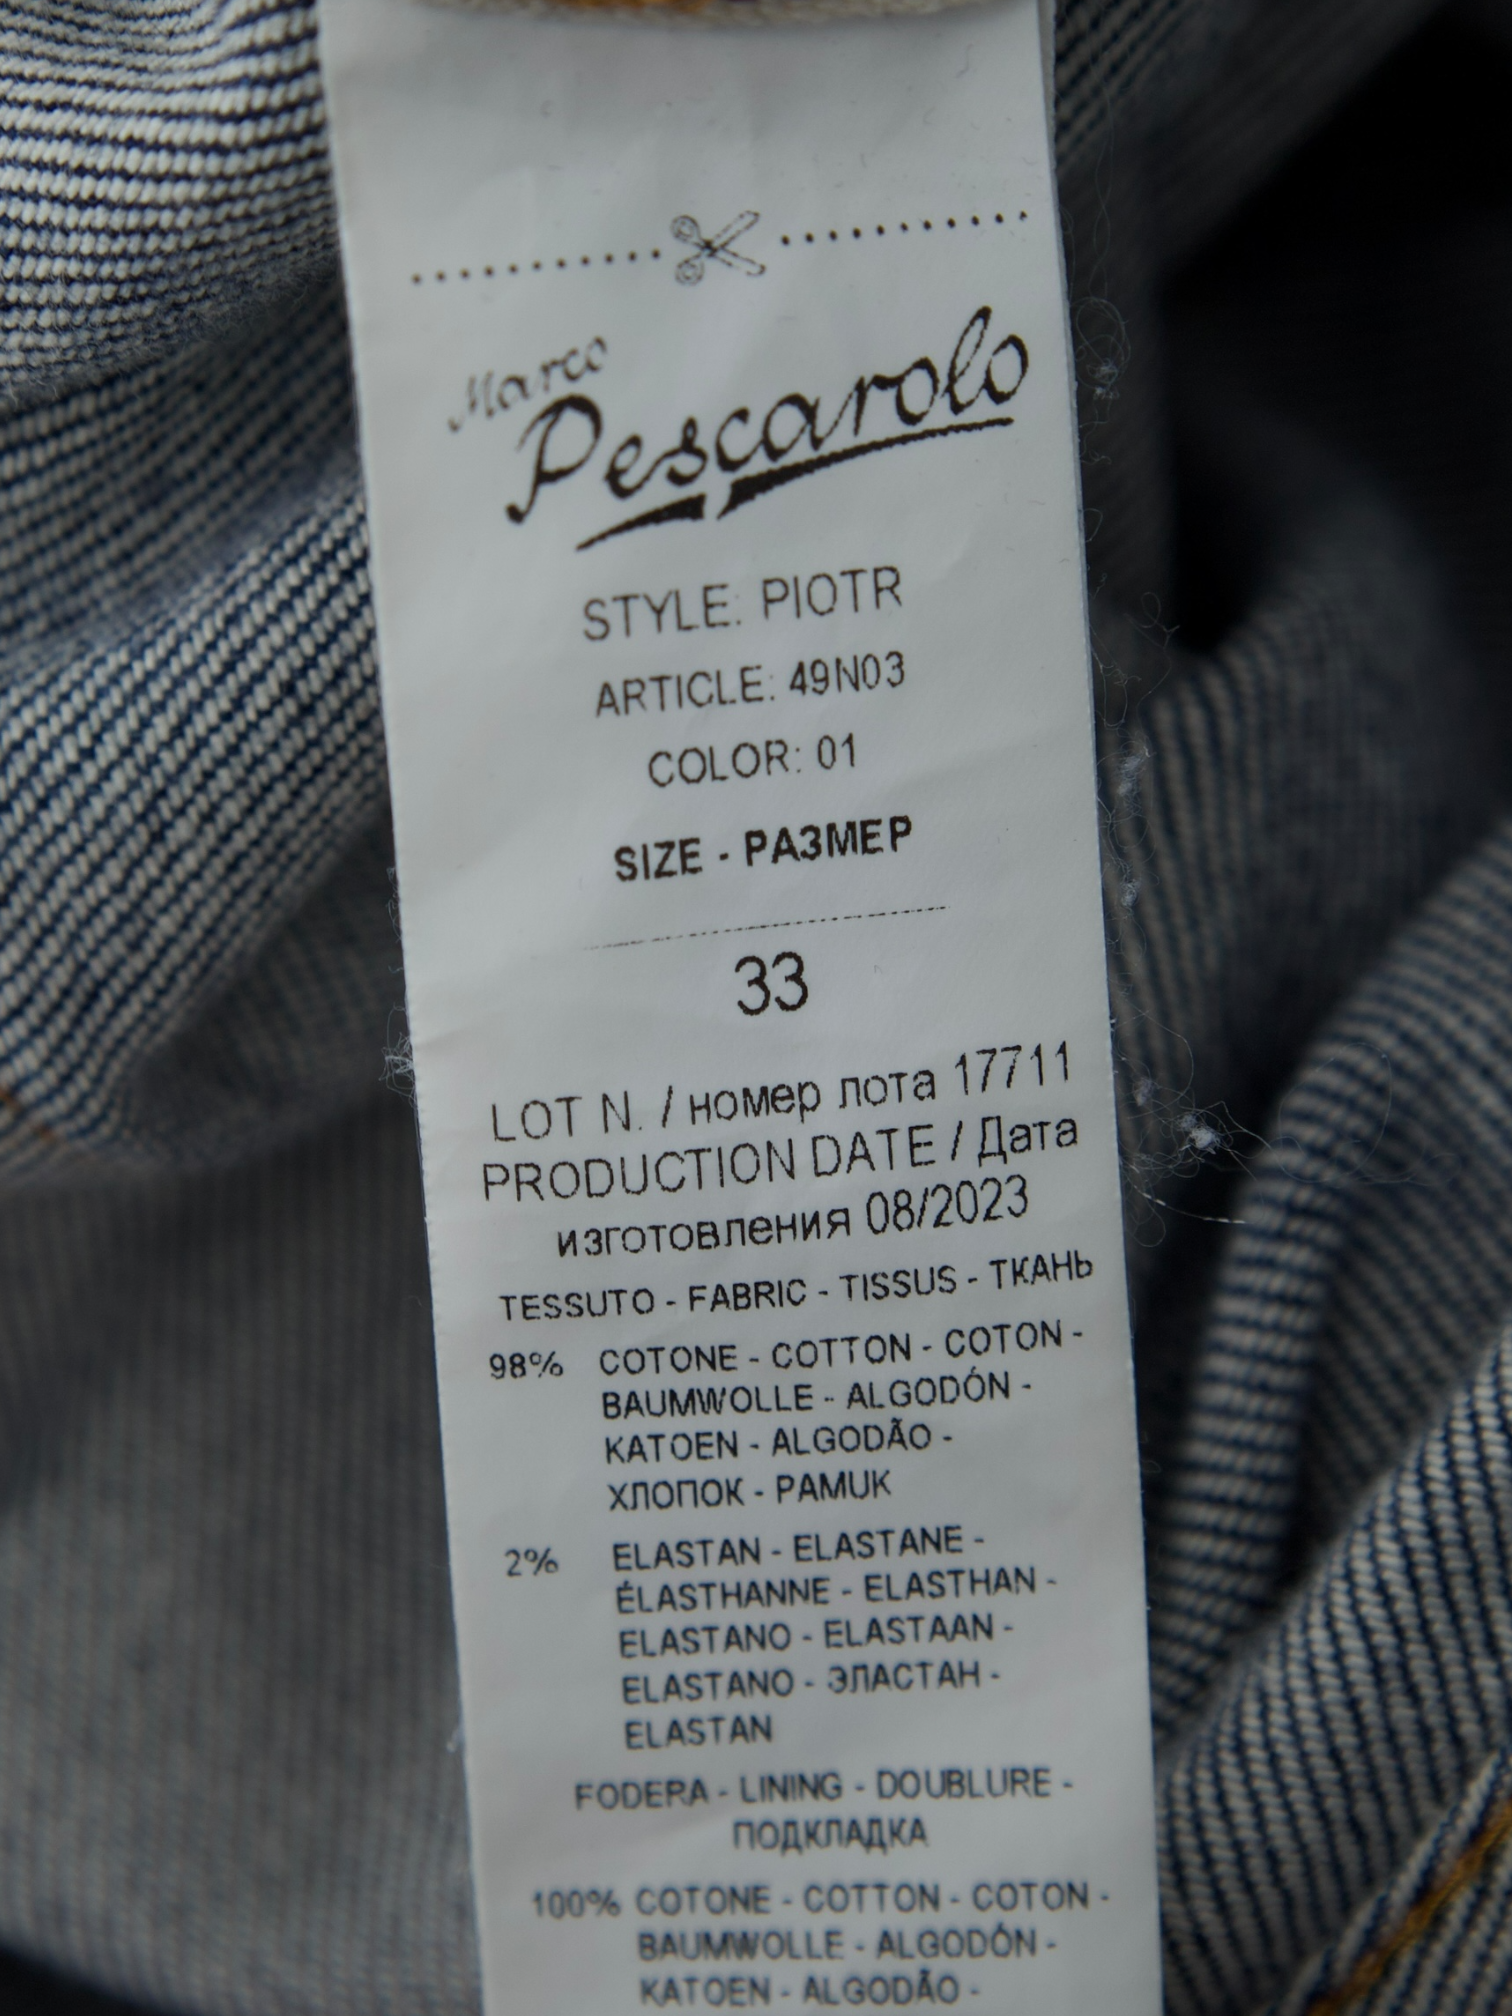 Marco
Pescarolo
STYLE: PIOTR
ARTICLE: 49N03
COLOR: 01
SIZE - РАЗМЕР
33
LOT N. / номер лота 17711
PRODUCTION DATE / Дата
изготовления 08/2023
TESSUTO - FABRIC - TISSUS - ТКАНЬ
98% COTONE - COTTON - COTON -
BAUMWOLLE - ALGODÓN -
KATOEN - ALGODÃO -
ХЛОПОК - PAMUK
2% ELASTAN - ELASTANE -
ÉLASTHANNE - ELASTHAN -
ELASTANO - ELASTAAN -
ELASTANO - ЭЛАСТАН -
ELASTAN
FODERA - LINING - DOUBLURE -
ПОДКЛАДКА
100% COTONE - COTTON - COTON -
BAUMWOLLE - ALGODÓN -
KATOEN - ALGODÃO -